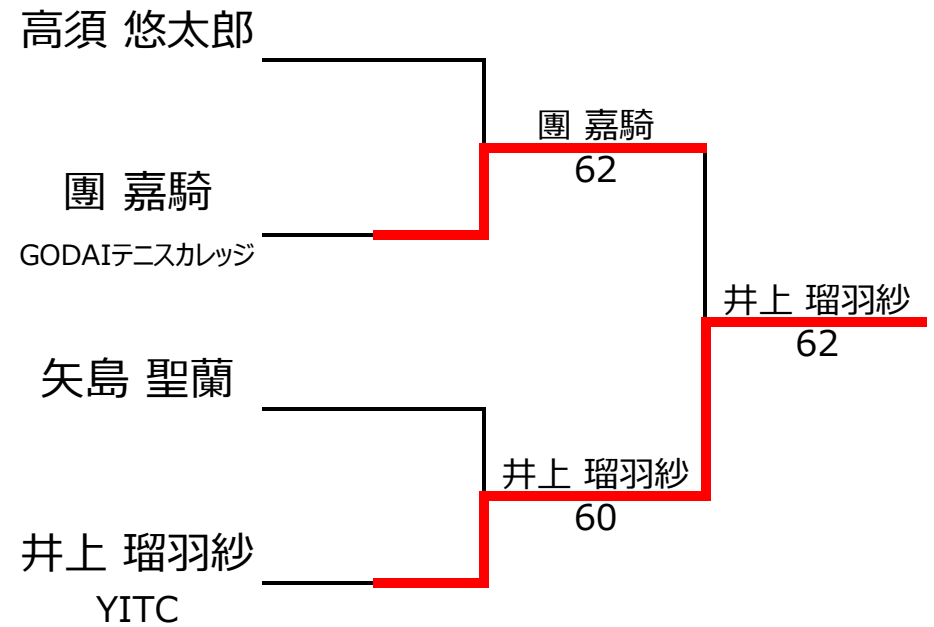 高須 悠太郎
團 嘉騎
62
團 嘉騎
GODAIテニスカレッジ
井上 瑠羽紗
62
矢島 聖蘭
井上 瑠羽紗
60
井上 瑠羽紗
YITC